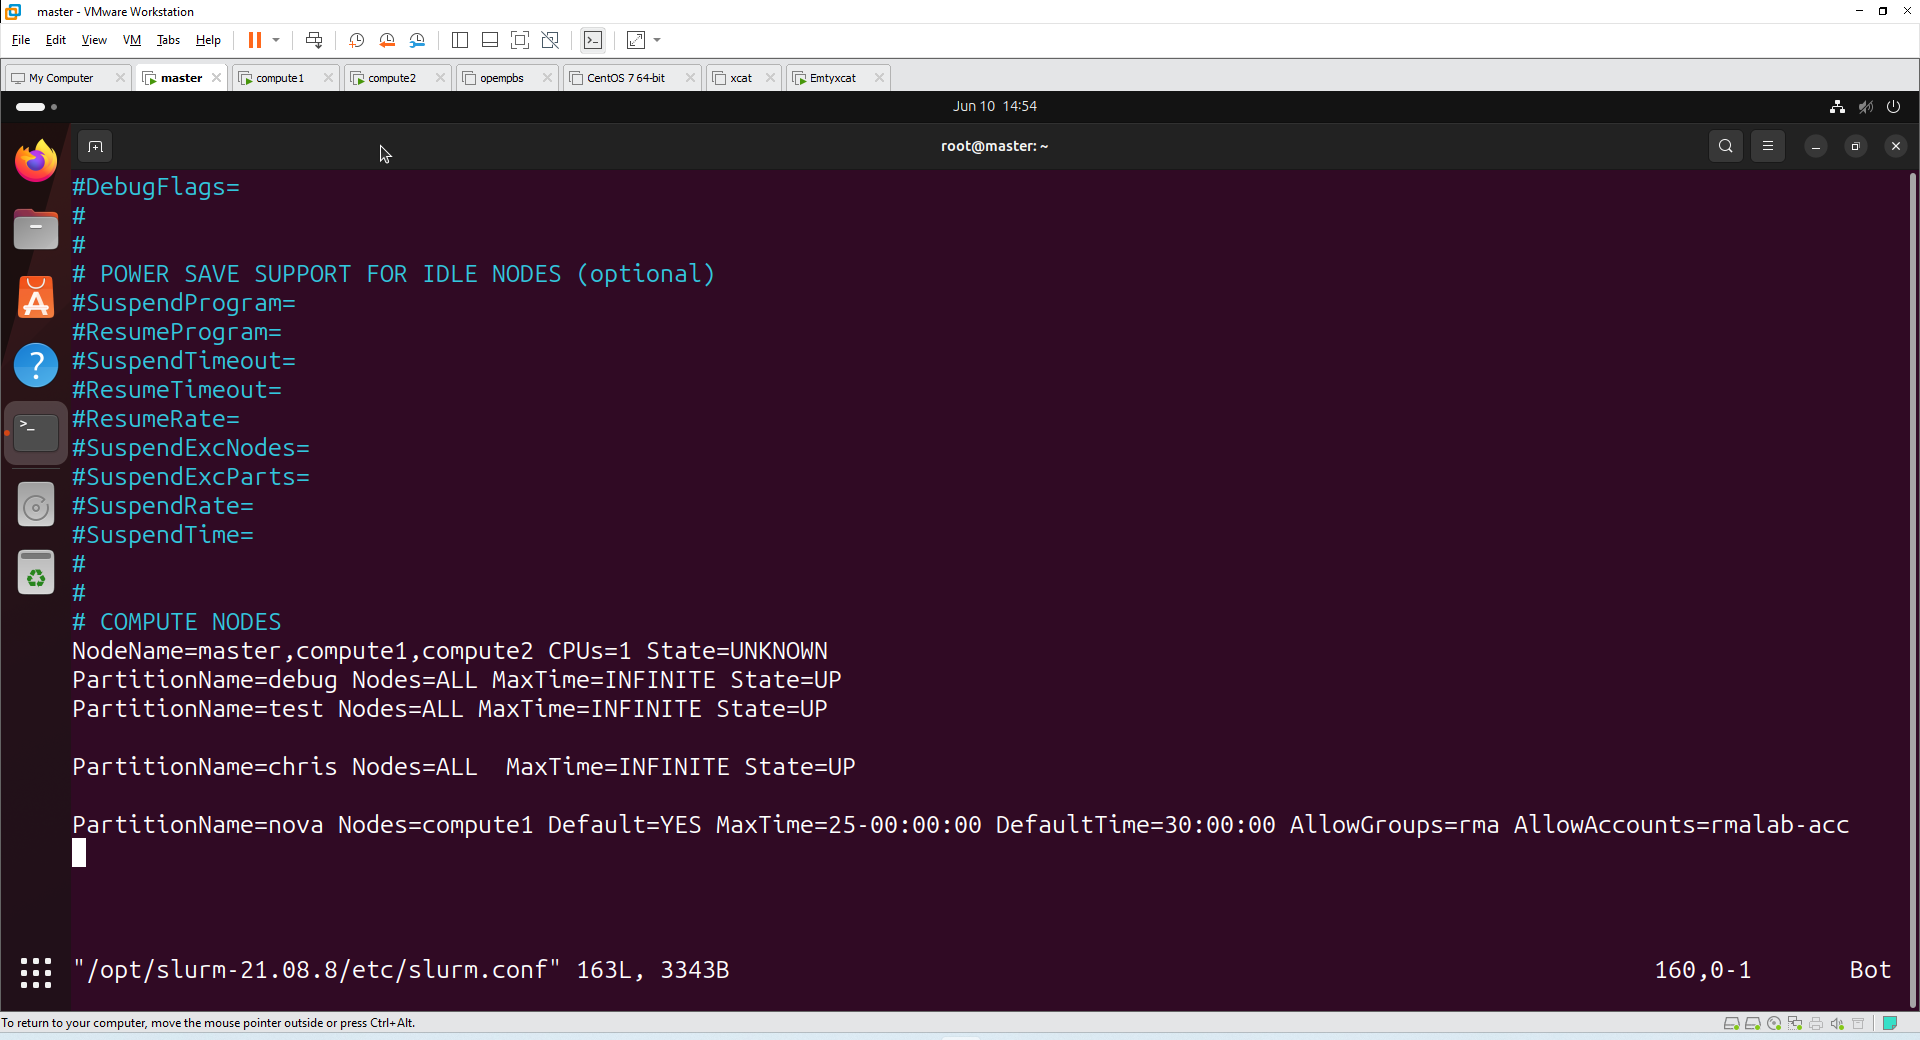 master - VMware Workstation
File Edit View VM Tabs Help
My Computer master compute1 compute2 openpbs CentOS 7 64-bit xcat Emtyxcat
Jun 10 14:54
root@master: ~
#DebugFlags=
#
#
# POWER SAVE SUPPORT FOR IDLE NODES (optional)
#SuspendProgram=
#ResumeProgram=
#SuspendTimeout=
#ResumeTimeout=
#ResumeRate=
#SuspendExcNodes=
#SuspendExcParts=
#SuspendRate=
#SuspendTime=
#
#
# COMPUTE NODES
NodeName=master,compute1,compute2 CPUs=1 State=UNKNOWN
PartitionName=debug Nodes=ALL MaxTime=INFINITE State=UP
PartitionName=test Nodes=ALL MaxTime=INFINITE State=UP
PartitionName=chris Nodes=ALL  MaxTime=INFINITE State=UP
PartitionName=nova Nodes=compute1 Default=YES MaxTime=25-00:00:00 DefaultTime=30:00:00 AllowGroups=rma AllowAccounts=rmalab-acc
"/opt/slurm-21.08.8/etc/slurm.conf" 163L, 3343B 160,0-1 Bot
To return to your computer, move the mouse pointer outside or press Ctrl+Alt.